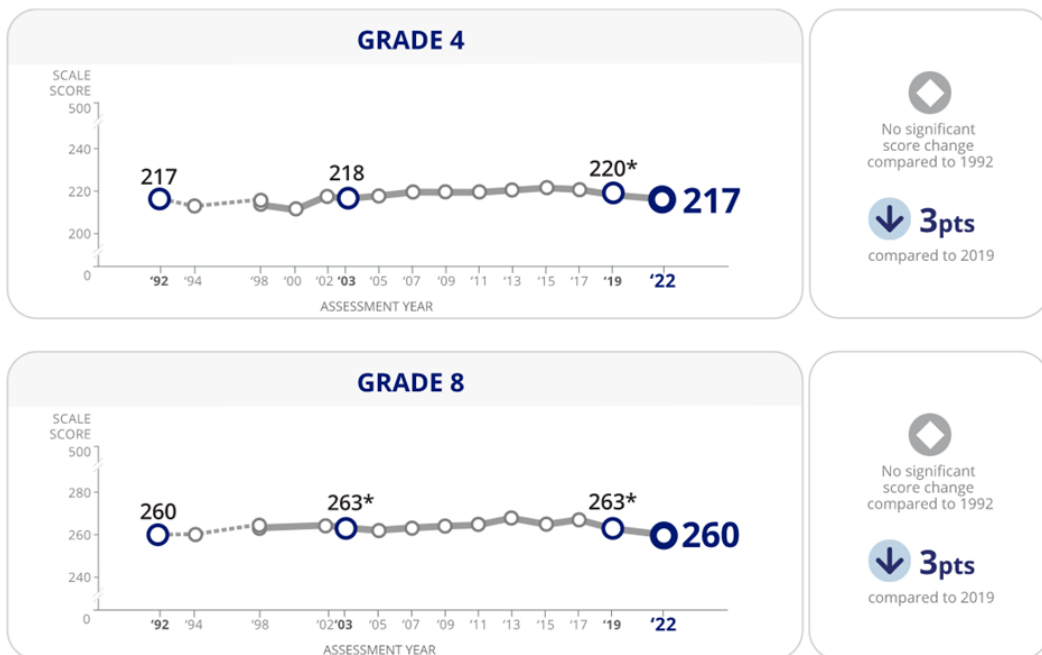 GRADE 4
SCALE
SCORE
500
240
220
200
0
217
218
220*
217
‘92 ‘94 ‘98 ‘00 ‘02 ‘03 ‘05 ‘07 ‘09 ‘11 ‘13 ‘15 ‘17 ‘19 ‘22
ASSESSMENT YEAR
No significant
score change
compared to 1992
3pts
compared to 2019
GRADE 8
SCALE
SCORE
500
280
260
240
0
260
263*
263*
260
‘92 ‘94 ‘98 ‘02 ‘03 ‘05 ‘07 ‘09 ‘11 ‘13 ‘15 ‘17 ‘19 ‘22
ASSESSMENT YEAR
No significant
score change
compared to 1992
3pts
compared to 2019